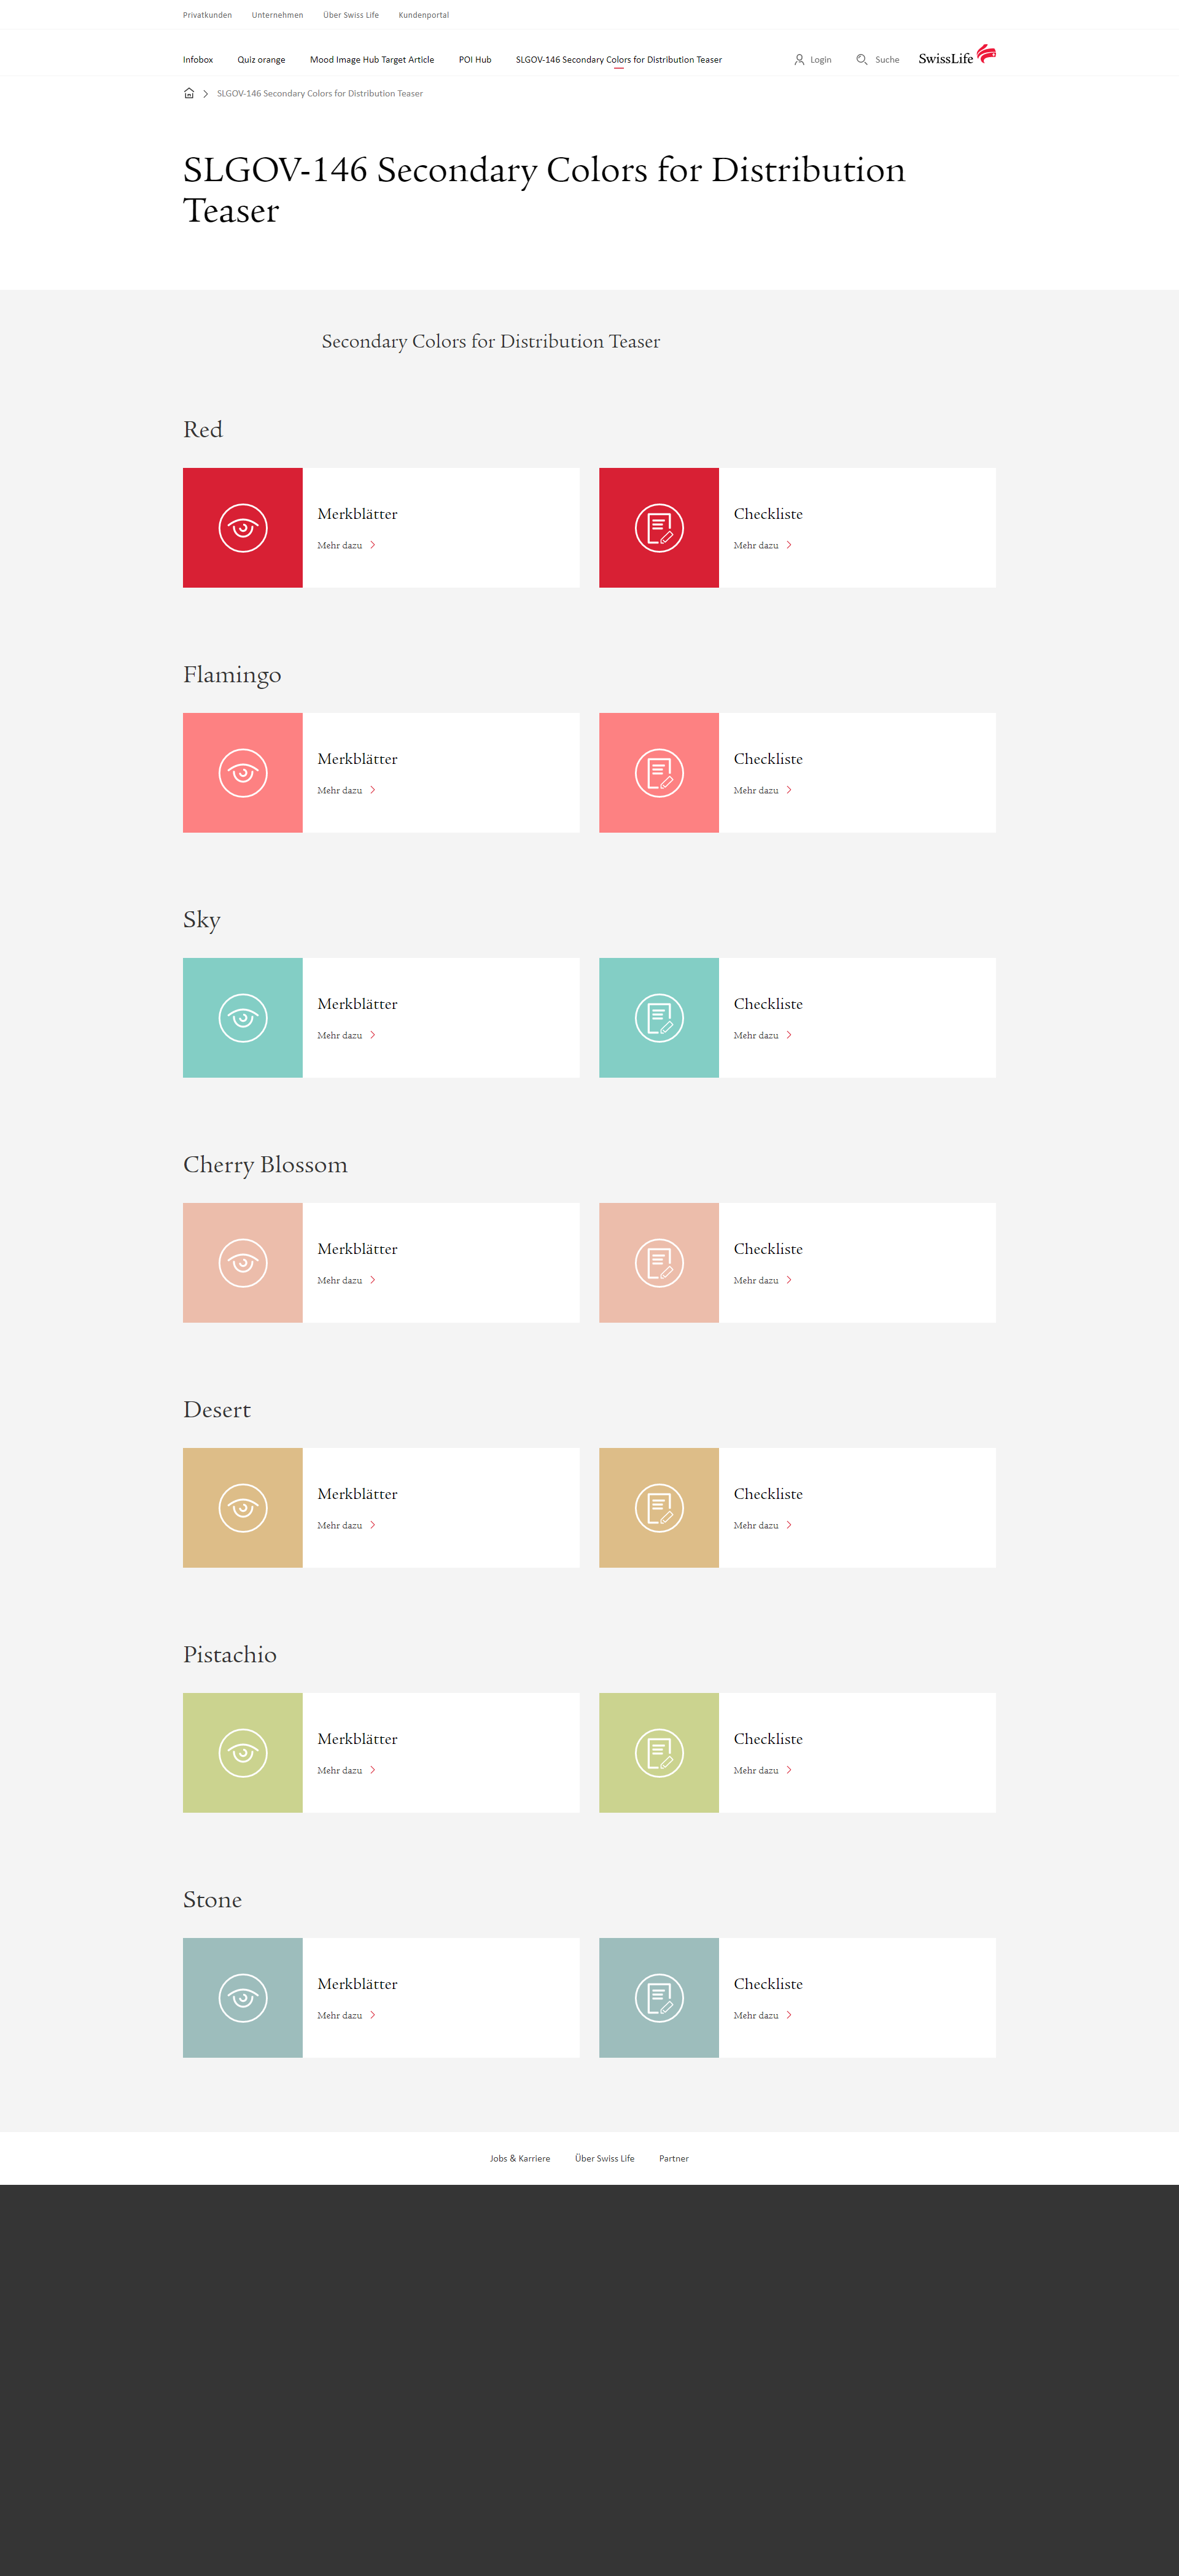 Privatkunden Unternehmen Über Swiss Life Kundenportal
Infobox Quiz orange Mood Image Hub Target Article POI Hub SLGOV-146 Secondary Colors for Distribution Teaser Login Suche SwissLife
SLGOV-146 Secondary Colors for Distribution Teaser
SLGOV-146 Secondary Colors for Distribution
Teaser
Secondary Colors for Distribution Teaser
Red
Merkblätter
Mehr dazu
Checkliste
Mehr dazu
Flamingo
Merkblätter
Mehr dazu
Checkliste
Mehr dazu
Sky
Merkblätter
Mehr dazu
Checkliste
Mehr dazu
Cherry Blossom
Merkblätter
Mehr dazu
Checkliste
Mehr dazu
Desert
Merkblätter
Mehr dazu
Checkliste
Mehr dazu
Pistachio
Merkblätter
Mehr dazu
Checkliste
Mehr dazu
Stone
Merkblätter
Mehr dazu
Checkliste
Mehr dazu
Jobs & Karriere Über Swiss Life Partner